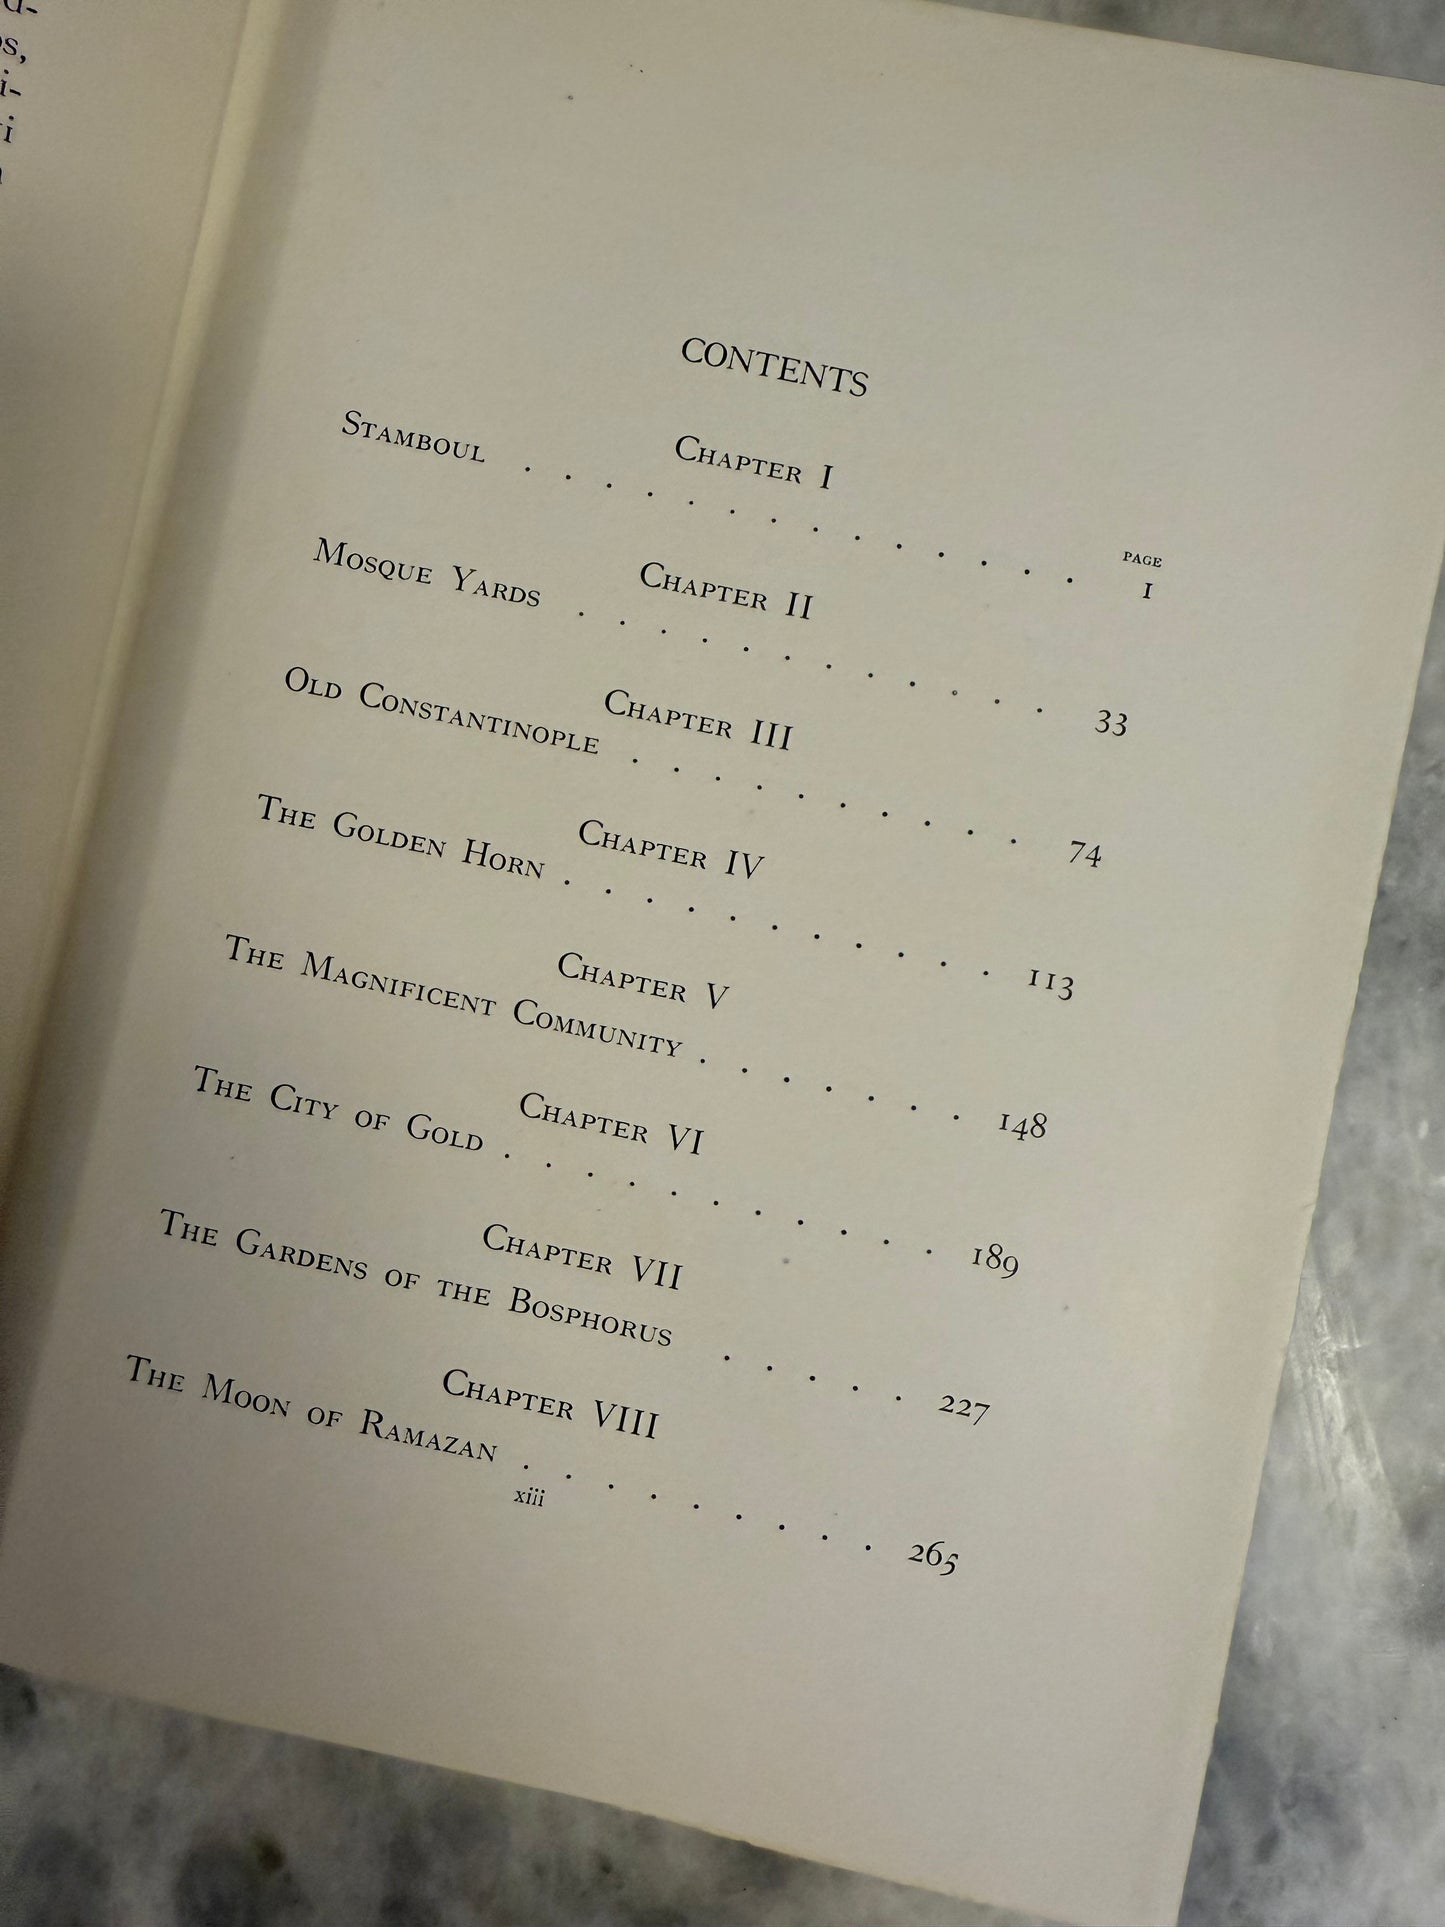 s,
i-
CONTENTS
CHAPTER I
PAGE
STAMBOUL . . . . . . . . . . . . . . 1
CHAPTER II
MOSQUE YARDS . . . . . . . . . . . . 33
CHAPTER III
OLD CONSTANTINOPLE . . . . . . . . . . 74
CHAPTER IV
THE GOLDEN HORN . . . . . . . . . . . 113
CHAPTER V
THE MAGNIFICENT COMMUNITY . . . . . . . 148
CHAPTER VI
THE CITY OF GOLD . . . . . . . . . . . 189
CHAPTER VII
THE GARDENS OF THE BOSPHORUS . . . . . 227
CHAPTER VIII
THE MOON OF RAMAZAN . . . . . . . . . 265
xiii